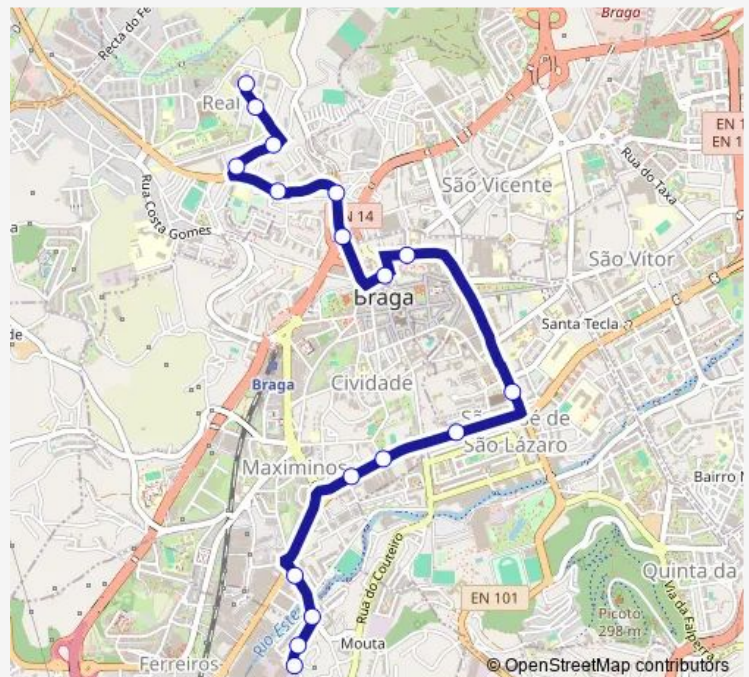 Braga
Recta do Fe
Real
EN 1
EN 1
Rua do Taxa
São Vicente
Rua Costa Gomes
N 14
São Vítor
a
Braga
Santa Tecla
de
Braga
Cividade
São José de
São Lázaro
Maximinos
Bairro N
Rua do Couteiro
Quinta da
EN 101
Via da Falperra
Picoto
298 m
Rio Este
Mouta
Ferreiros
© OpenStreetMap contributors